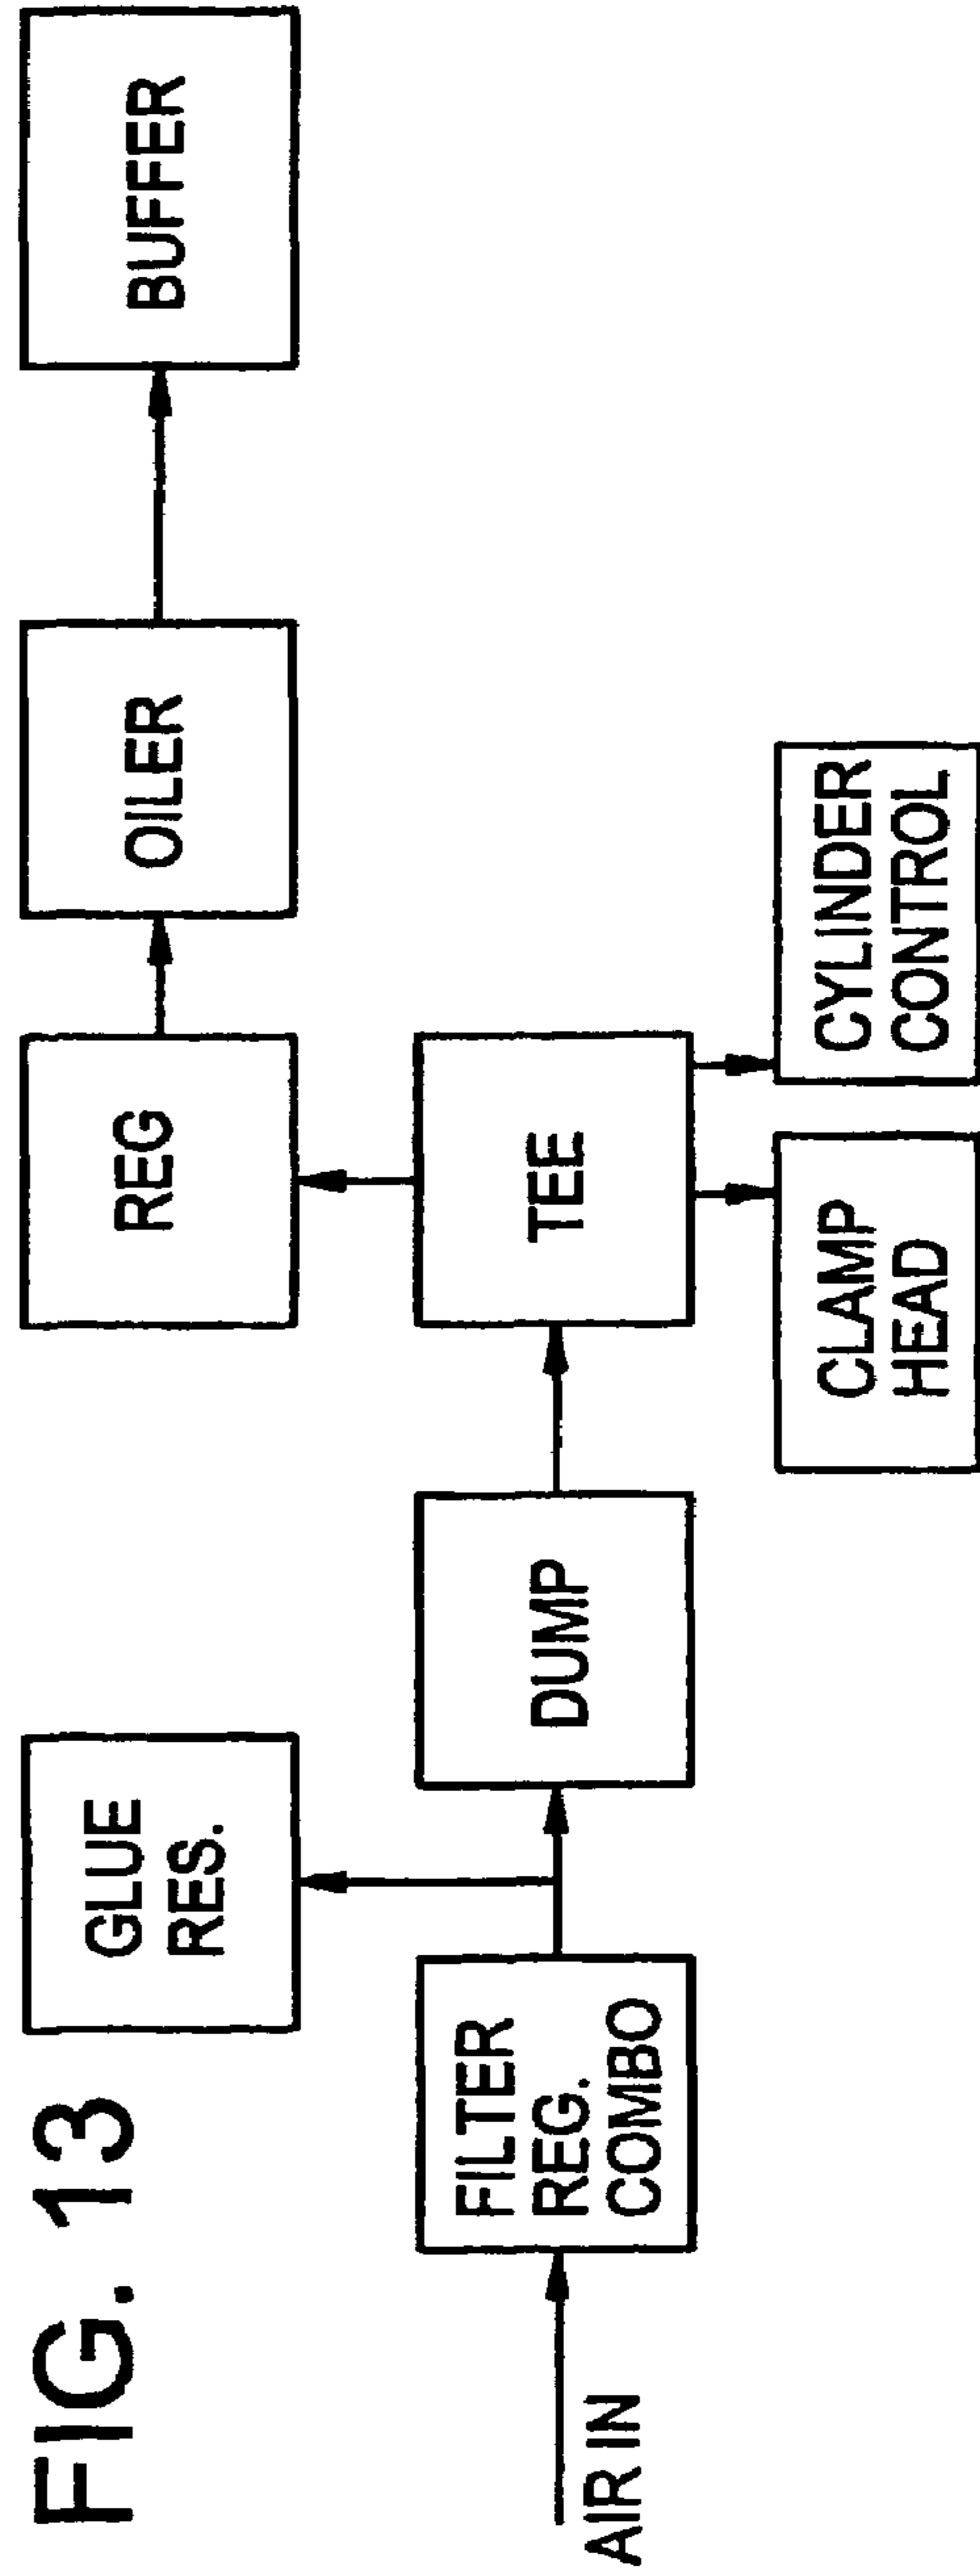 FIG. 13
GLUE
RES.
REG
OILER
BUFFER
AIR IN
FILTER
REG.
COMBO
DUMP
TEE
CLAMP
HEAD
CYLINDER
CONTROL